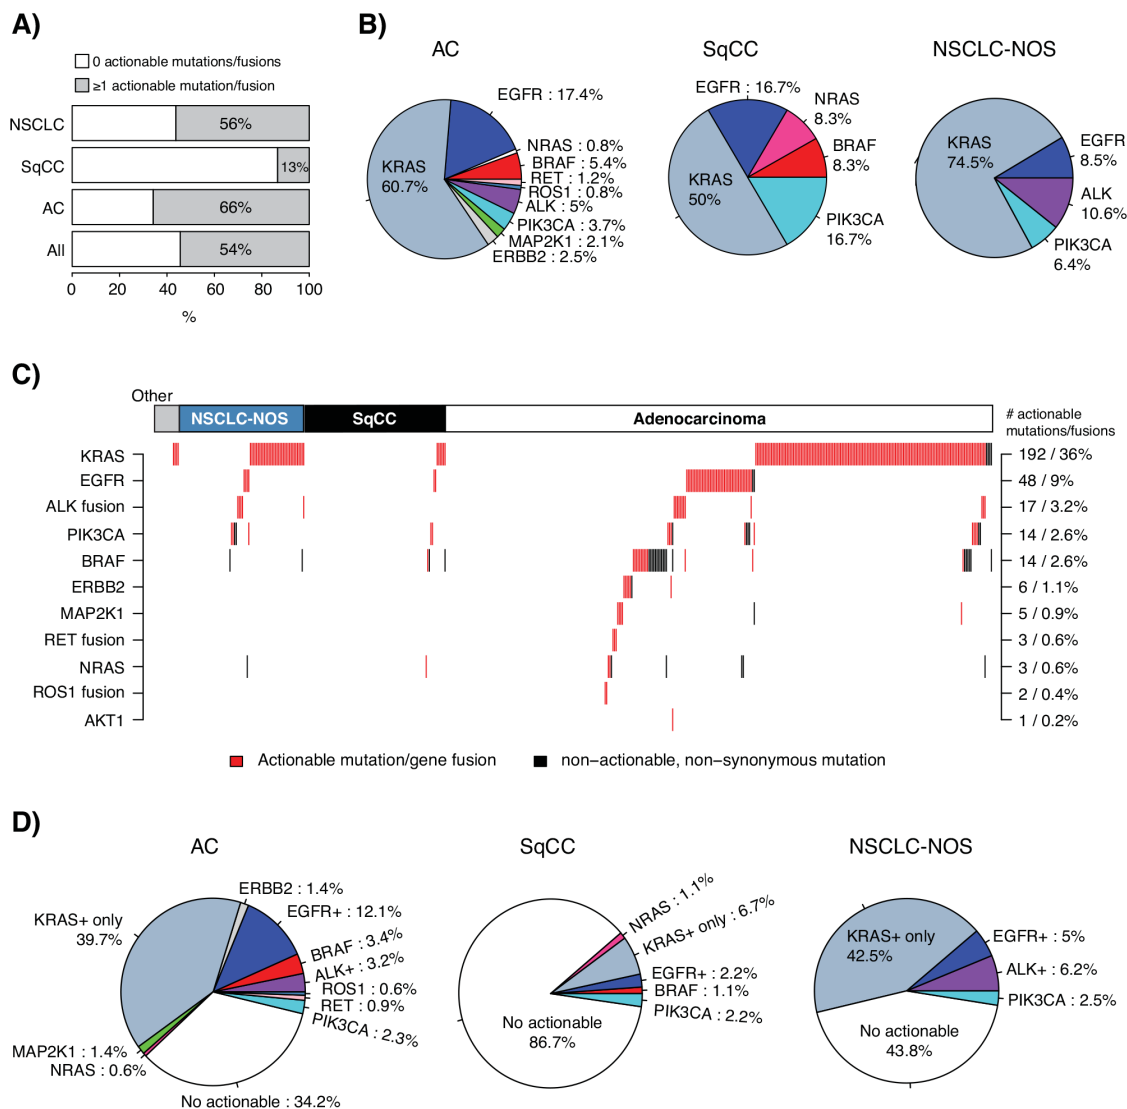 A)
0 actionable mutations/fusions
≥1 actionable mutation/fusion
NSCLC
56%
SqCC
13%
AC
66%
All
54%
0 20 40 60 80 100
%
B)
AC
EGFR : 17.4%
NRAS : 0.8%
BRAF : 5.4%
RET : 1.2%
ROS1 : 0.8%
ALK : 5%
PIK3CA : 3.7%
MAP2K1 : 2.1%
ERBB2 : 2.5%
KRAS
60.7%
SqCC
EGFR : 16.7%
NRAS
8.3%
BRAF
8.3%
KRAS
50%
PIK3CA
16.7%
NSCLC-NOS
KRAS
74.5%
EGFR
8.5%
ALK
10.6%
PIK3CA
6.4%
C)
Other
NSCLC-NOS
SqCC
Adenocarcinoma
# actionable
mutations/fusions
KRAS
192 / 36%
EGFR
48 / 9%
ALK fusion
17 / 3.2%
PIK3CA
14 / 2.6%
BRAF
14 / 2.6%
ERBB2
6 / 1.1%
MAP2K1
5 / 0.9%
RET fusion
3 / 0.6%
NRAS
3 / 0.6%
ROS1 fusion
2 / 0.4%
AKT1
1 / 0.2%
Actionable mutation/gene fusion
non−actionable, non−synonymous mutation
D)
AC
ERBB2 : 1.4%
EGFR+ : 12.1%
KRAS+ only
39.7%
BRAF : 3.4%
ALK+ : 3.2%
ROS1 : 0.6%
RET : 0.9%
PIK3CA : 2.3%
MAP2K1 : 1.4%
NRAS : 0.6%
No actionable : 34.2%
SqCC
NRAS : 1.1%
KRAS+ only : 6.7%
EGFR+ : 2.2%
BRAF : 1.1%
PIK3CA : 2.2%
No actionable
86.7%
NSCLC-NOS
KRAS+ only
42.5%
EGFR+ : 5%
ALK+ : 6.2%
PIK3CA : 2.5%
No actionable
43.8%